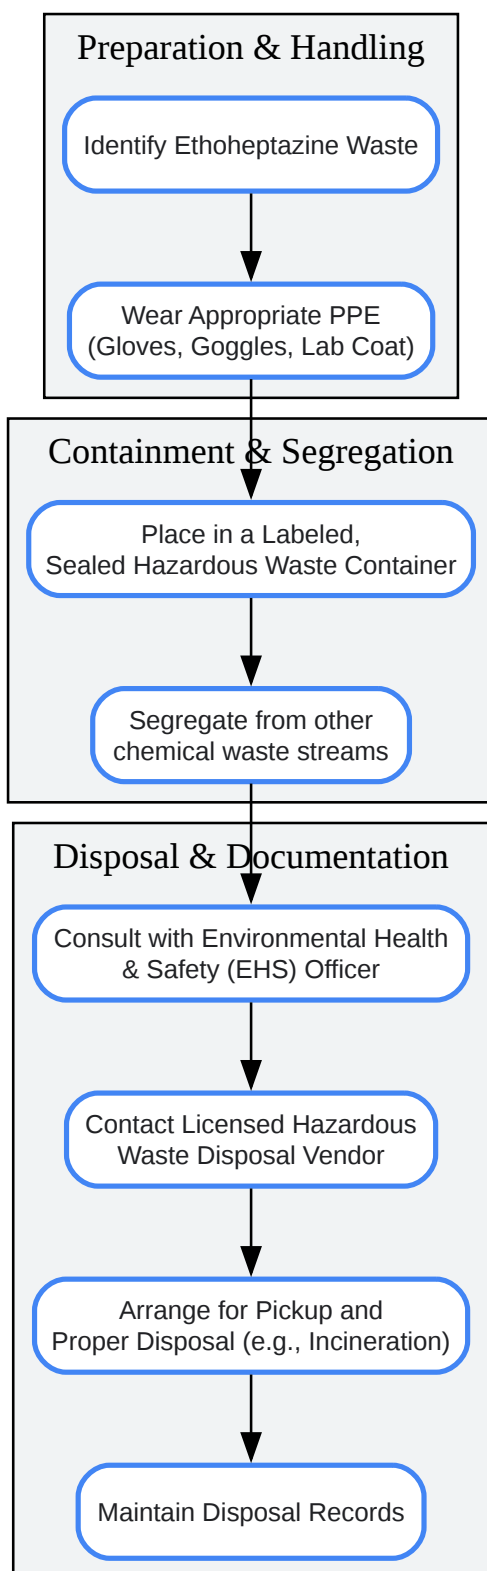 Preparation & Handling
Identify Ethoheptazine Waste
Wear Appropriate PPE
(Gloves, Goggles, Lab Coat)
Containment & Segregation
Place in a Labeled,
Sealed Hazardous Waste Container
Segregate from other
chemical waste streams
Disposal & Documentation
Consult with Environmental Health
& Safety (EHS) Officer
Contact Licensed Hazardous
Waste Disposal Vendor
Arrange for Pickup and
Proper Disposal (e.g., Incineration)
Maintain Disposal Records